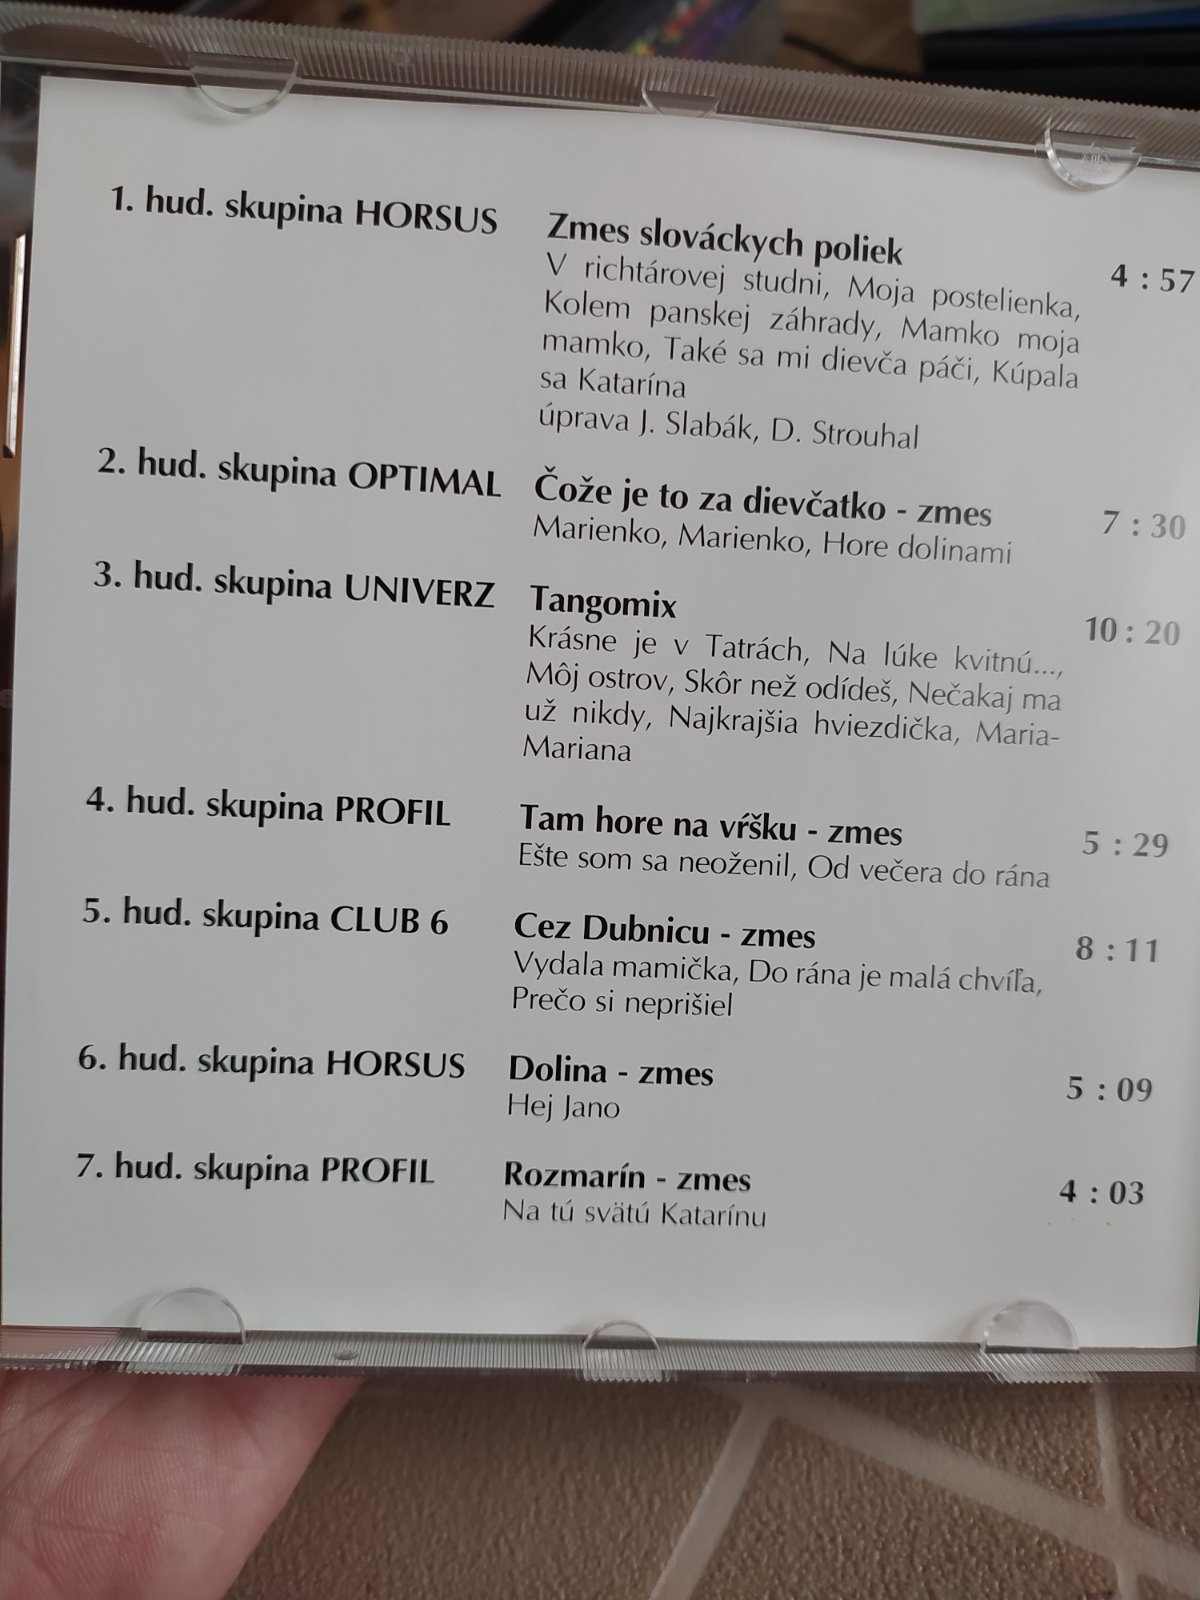 1. hud. skupina HORSUS
Zmes slováckych poliek
4 : 57
V richtárovej studni, Moja postelienka,
Kolem panskej záhrady, Mamko moja
mamko, Také sa mi dievča páči, Kúpala
sa Katarína
úprava J. Slabák, D. Strouhal
2. hud. skupina OPTIMAL
Čože je to za dievčatko - zmes
7 : 30
Marienko, Marienko, Hore dolinami
3. hud. skupina UNIVERZ
Tangomix
10 : 20
Krásne je v Tatrách, Na lúke kvitnú...,
Môj ostrov, Skôr než odídeš, Nečakaj ma
už nikdy, Najkrajšia hviezdička, Maria-
Mariana
4. hud. skupina PROFIL
Tam hore na vŕšku - zmes
5 : 29
Ešte som sa neoženil, Od večera do rána
5. hud. skupina CLUB 6
Cez Dubnicu - zmes
8 : 11
Vydala mamička, Do rána je malá chvíľa,
Prečo si neprišiel
6. hud. skupina HORSUS
Dolina - zmes
5 : 09
Hej Jano
7. hud. skupina PROFIL
Rozmarín - zmes
4 : 03
Na tú svätú Katarínu